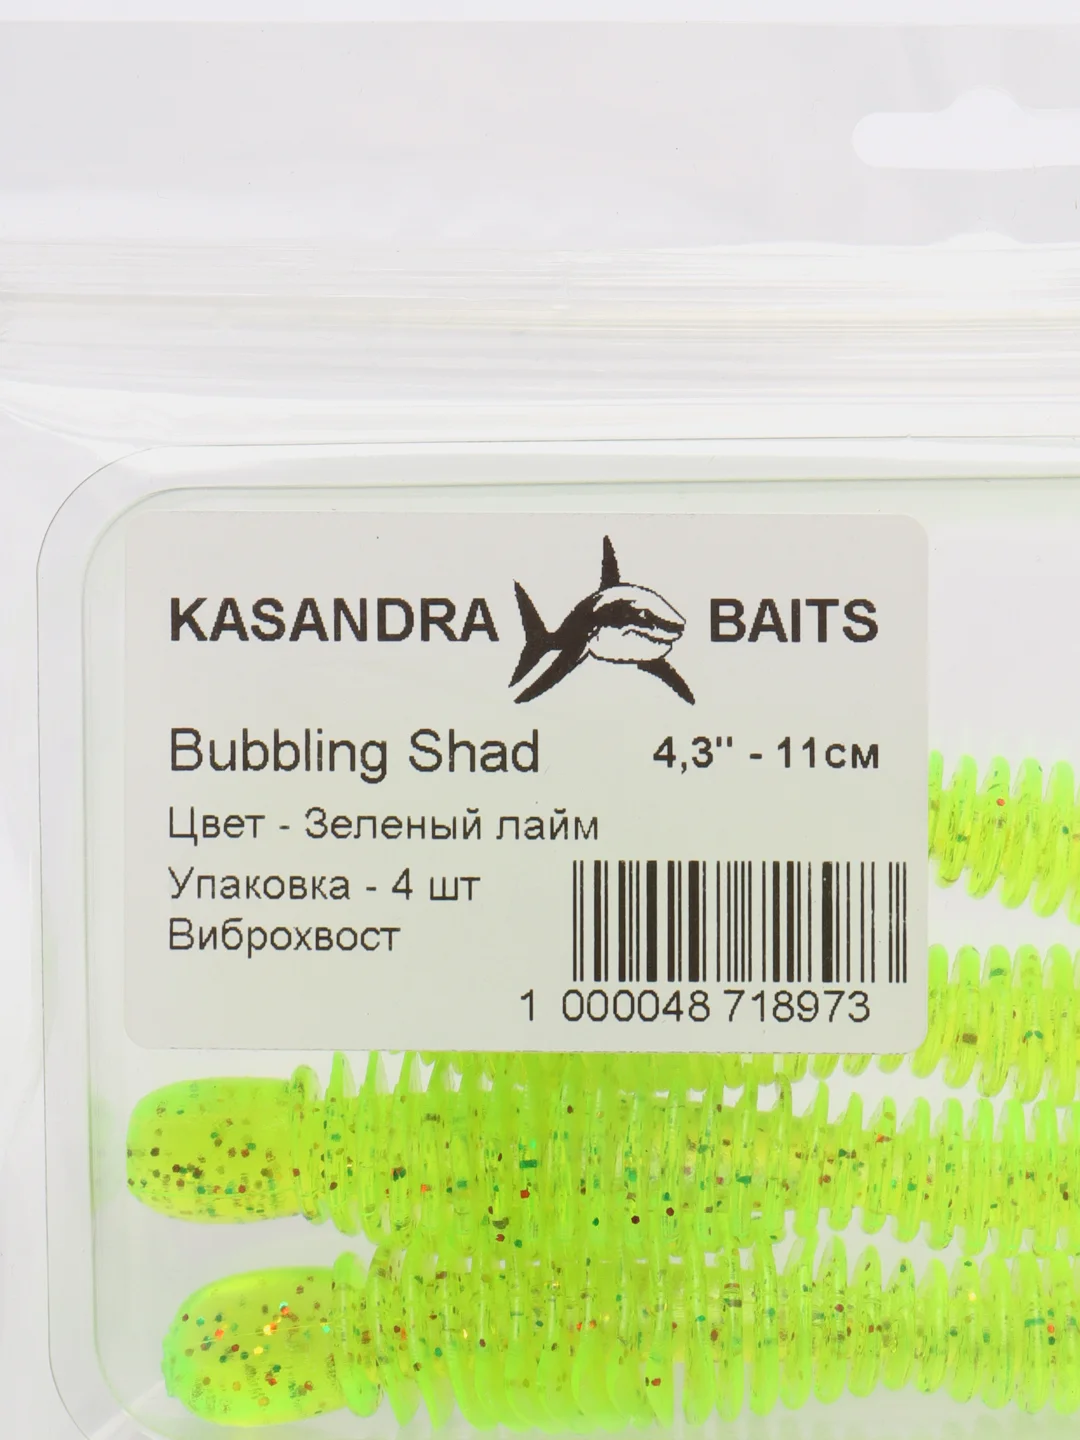 KASANDRA BAITS
Bubbling Shad 4,3" - 11см
Цвет - Зеленый лайм
Упаковка - 4 шт
Виброхвост
1 000048 718973